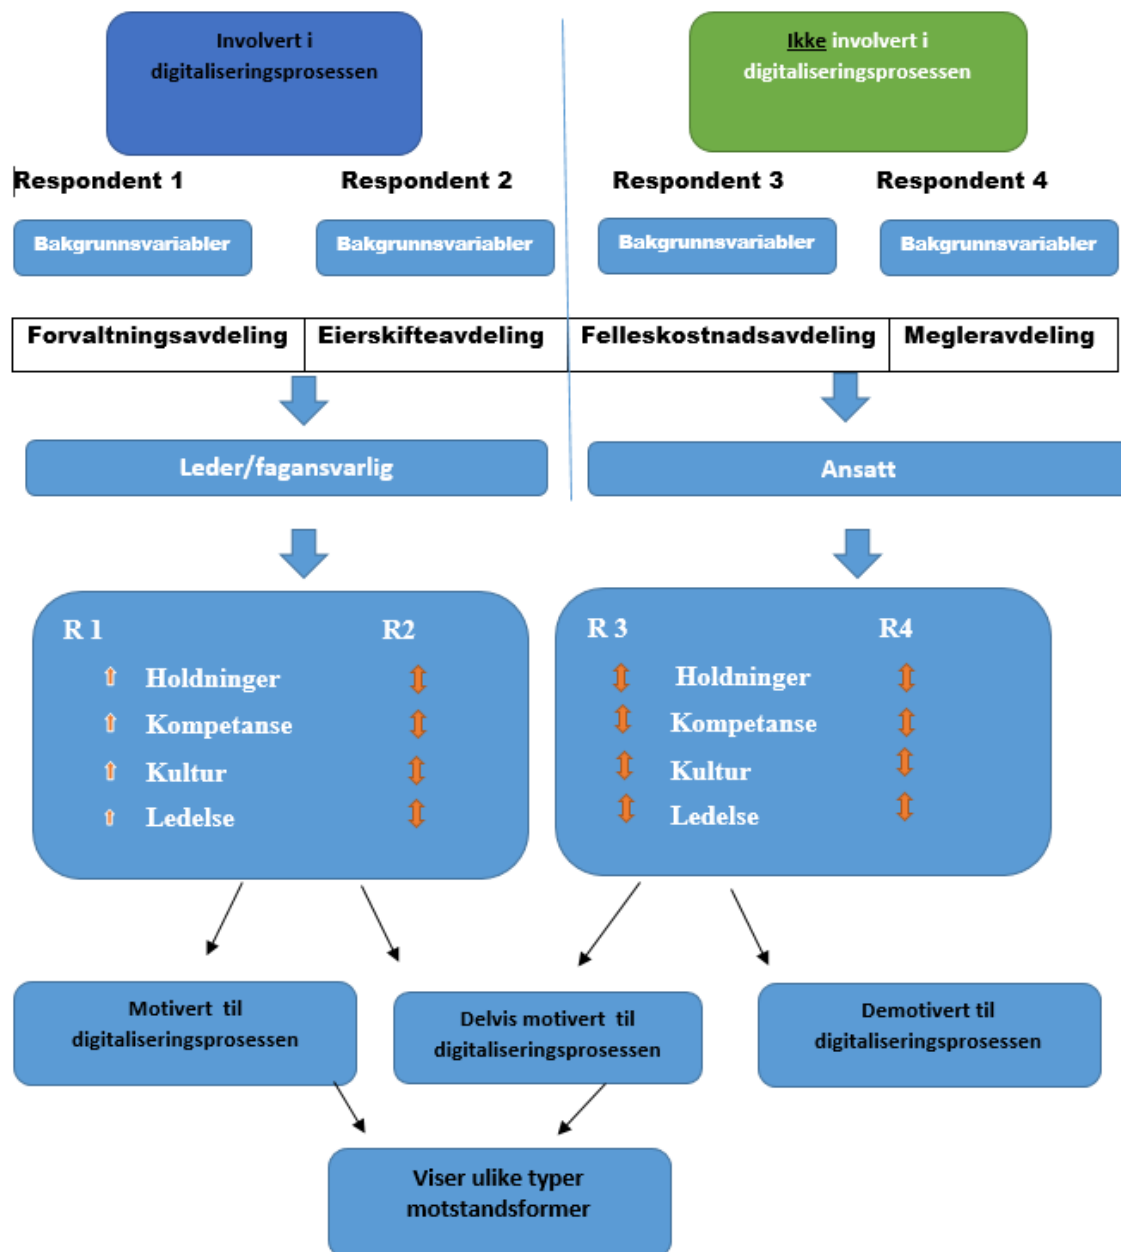 Involvert i
digitaliseringsprosessen
Ikke involvert i
digitaliseringsprosessen
Respondent 1
Respondent 2
Respondent 3
Respondent 4
Bakgrunnsvariabler
Bakgrunnsvariabler
Bakgrunnsvariabler
Bakgrunnsvariabler
Forvaltningsavdeling
Eierskifteavdeling
Felleskostnadsavdeling
Megleravdeling
Leder/fagansvarlig
Ansatt
R 1
R2
Holdninger
Kompetanse
Kultur
Ledelse
R 3
R4
Holdninger
Kompetanse
Kultur
Ledelse
Motivert til
digitaliseringsprosessen
Delvis motivert til
digitaliseringsprosessen
Demotivert til
digitaliseringsprosessen
Viser ulike typer
motstandsformer